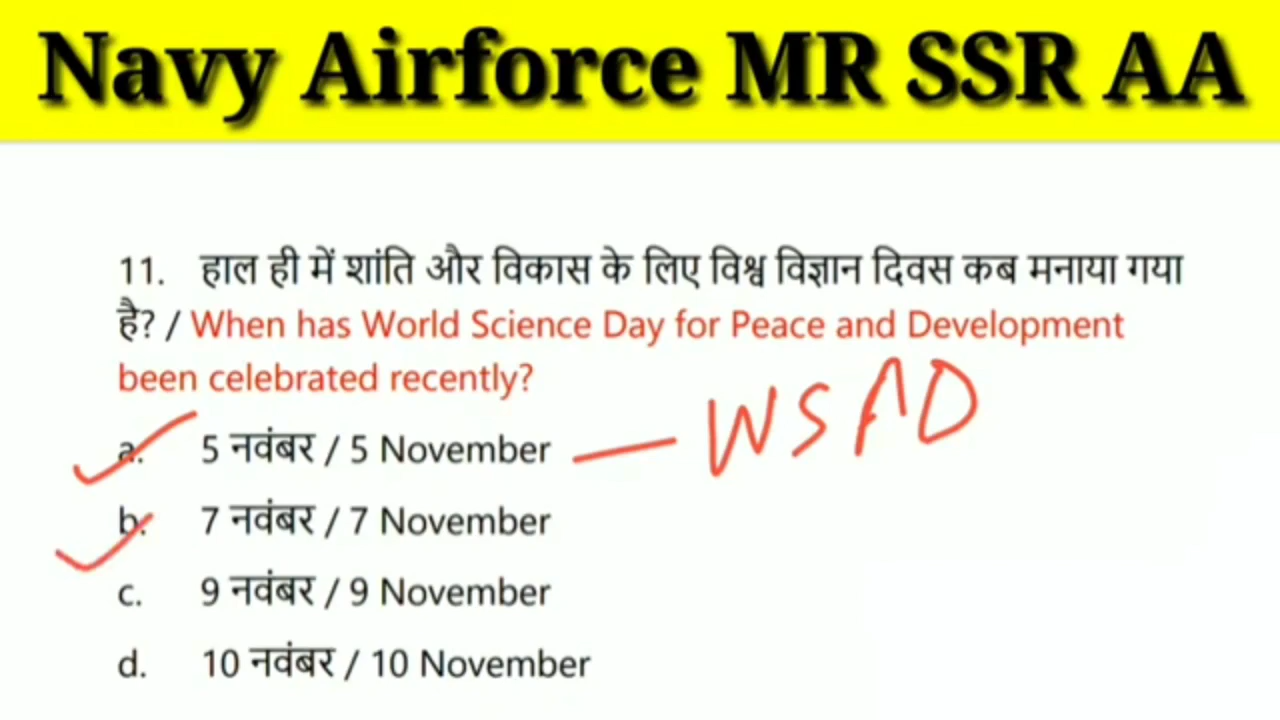 Navy Airforce MR SSR AA
11. हाल ही में शांति और विकास के लिए विश्व विज्ञान दिवस कब मनाया गया
है? / When has World Science Day for Peace and Development
been celebrated recently?
a. 5 नवंबर / 5 November — WSAD
b. 7 नवंबर / 7 November
c. 9 नवंबर / 9 November
d. 10 नवंबर / 10 November